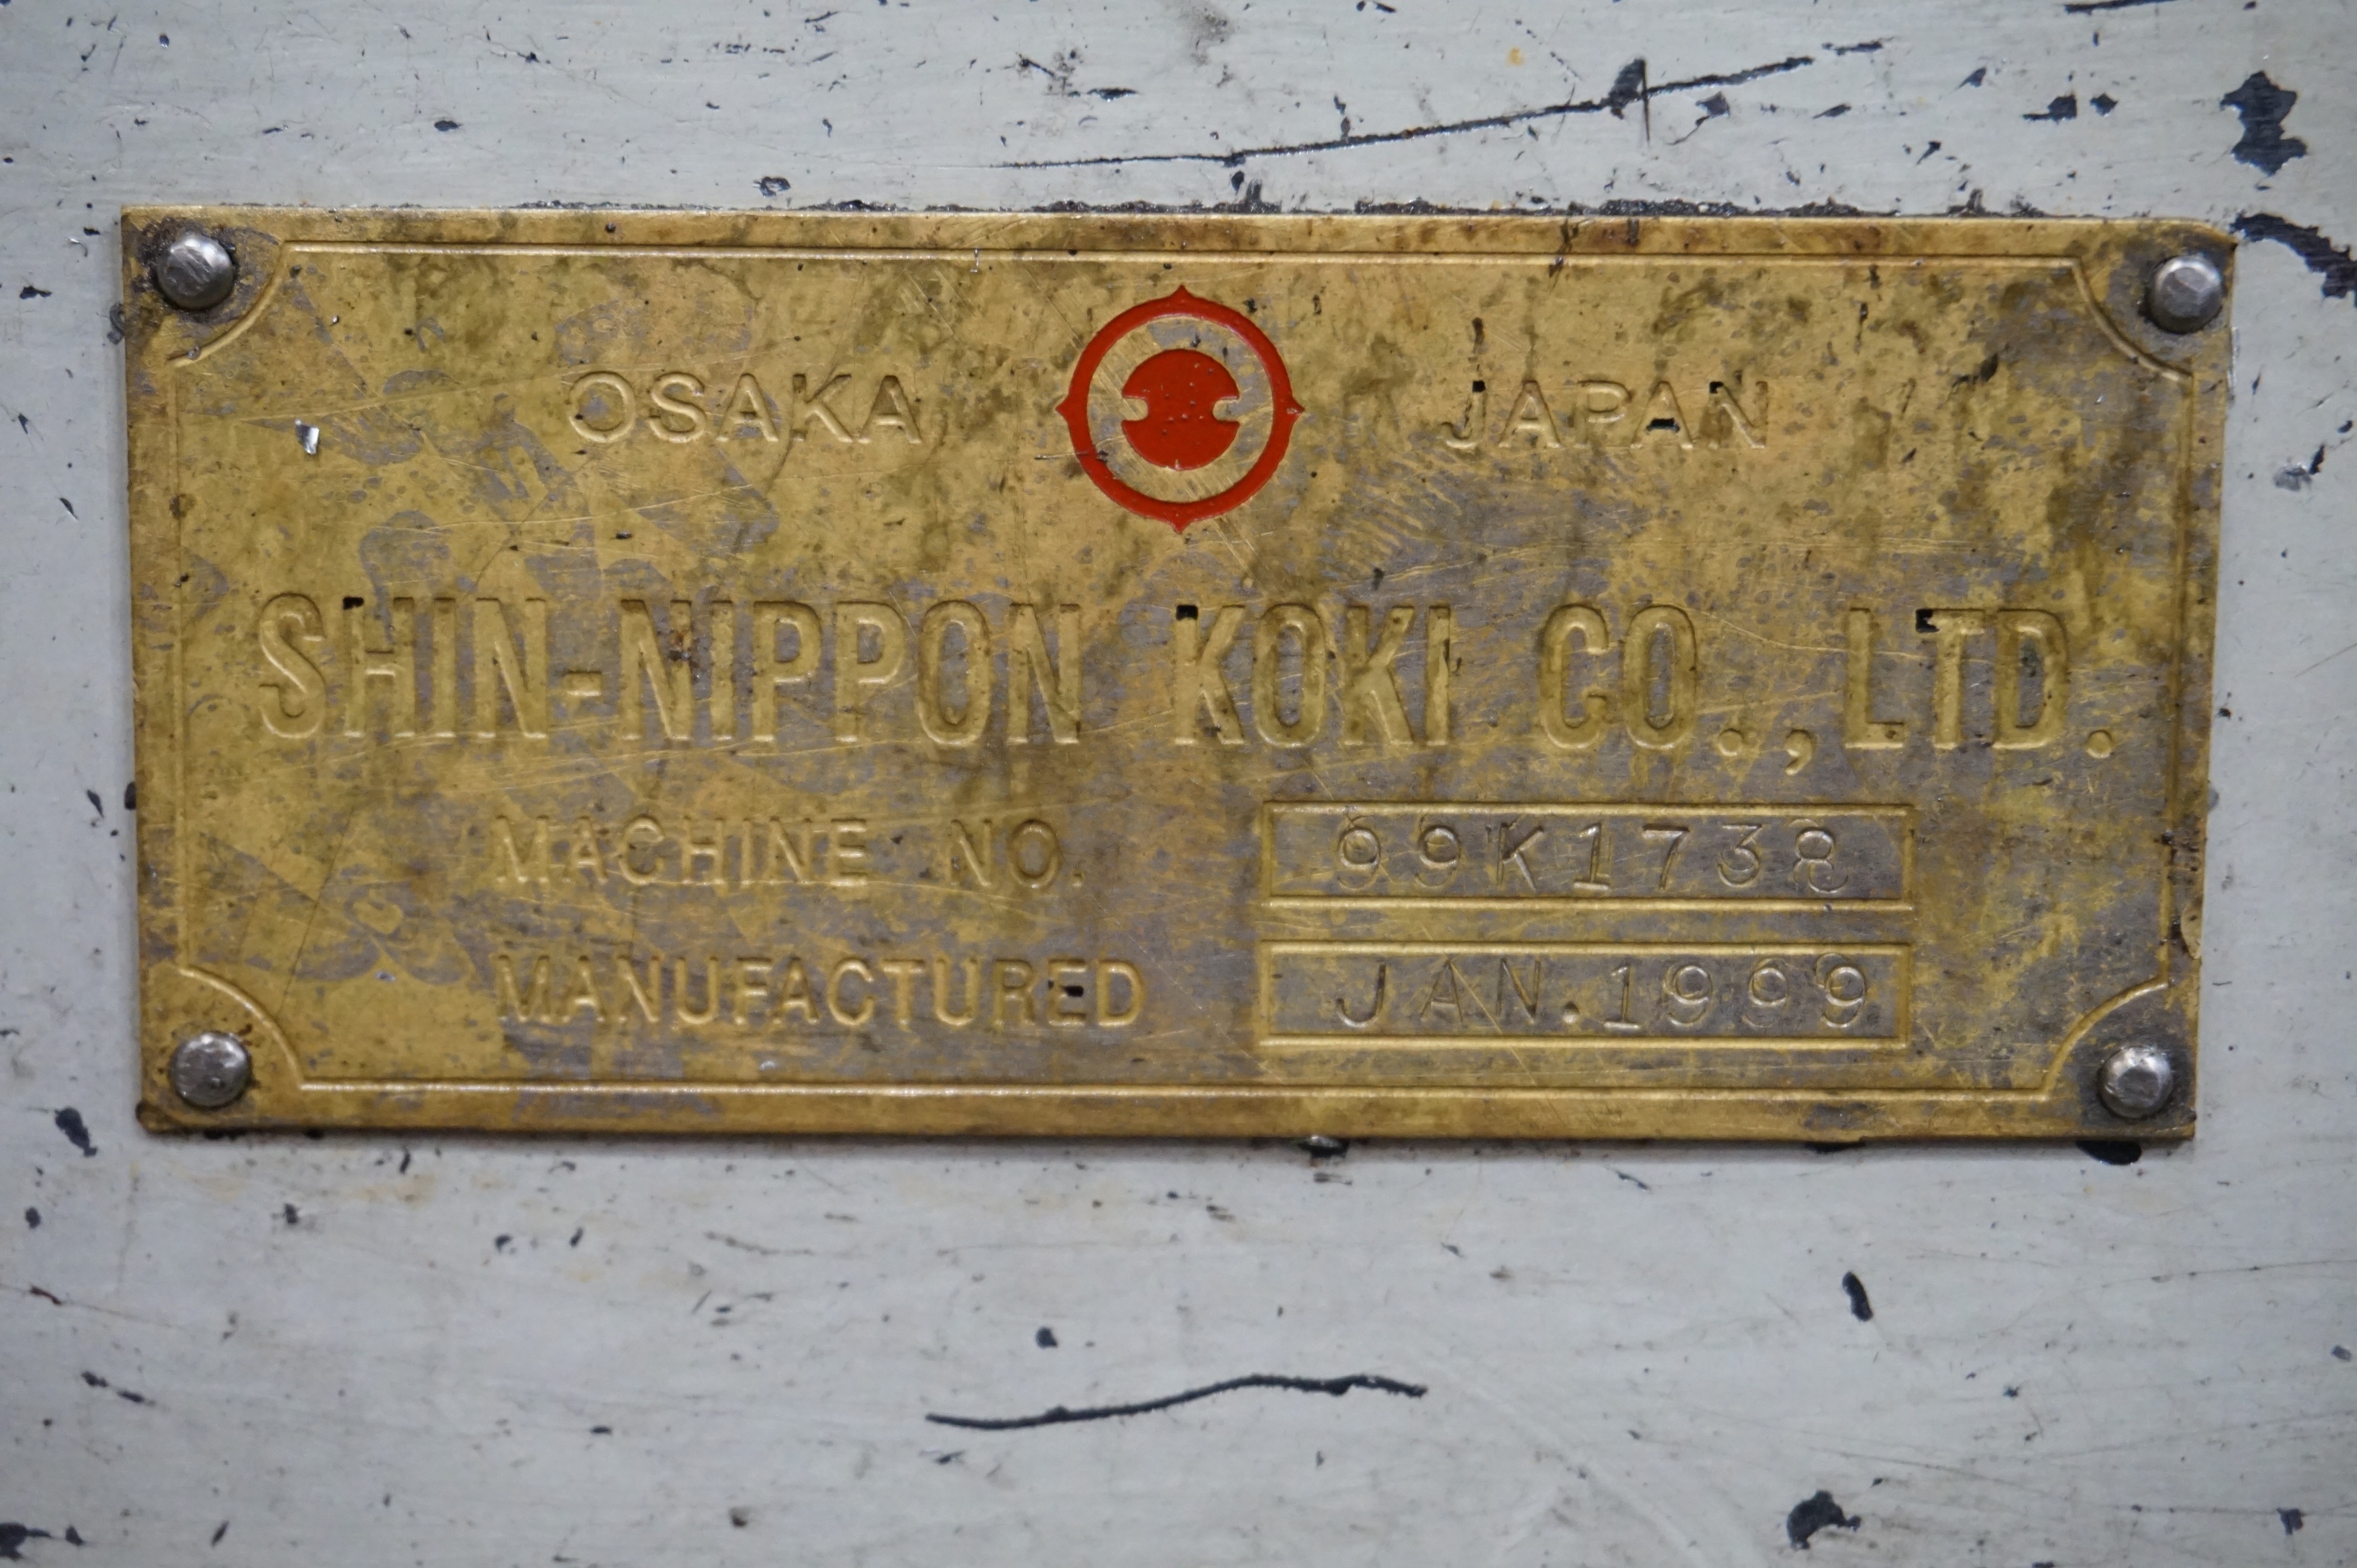 OSAKA JAPAN
SHIN-NIPPON KOKI CO., LTD.
MACHINE NO. 99K1738
MANUFACTURED JAN.1999